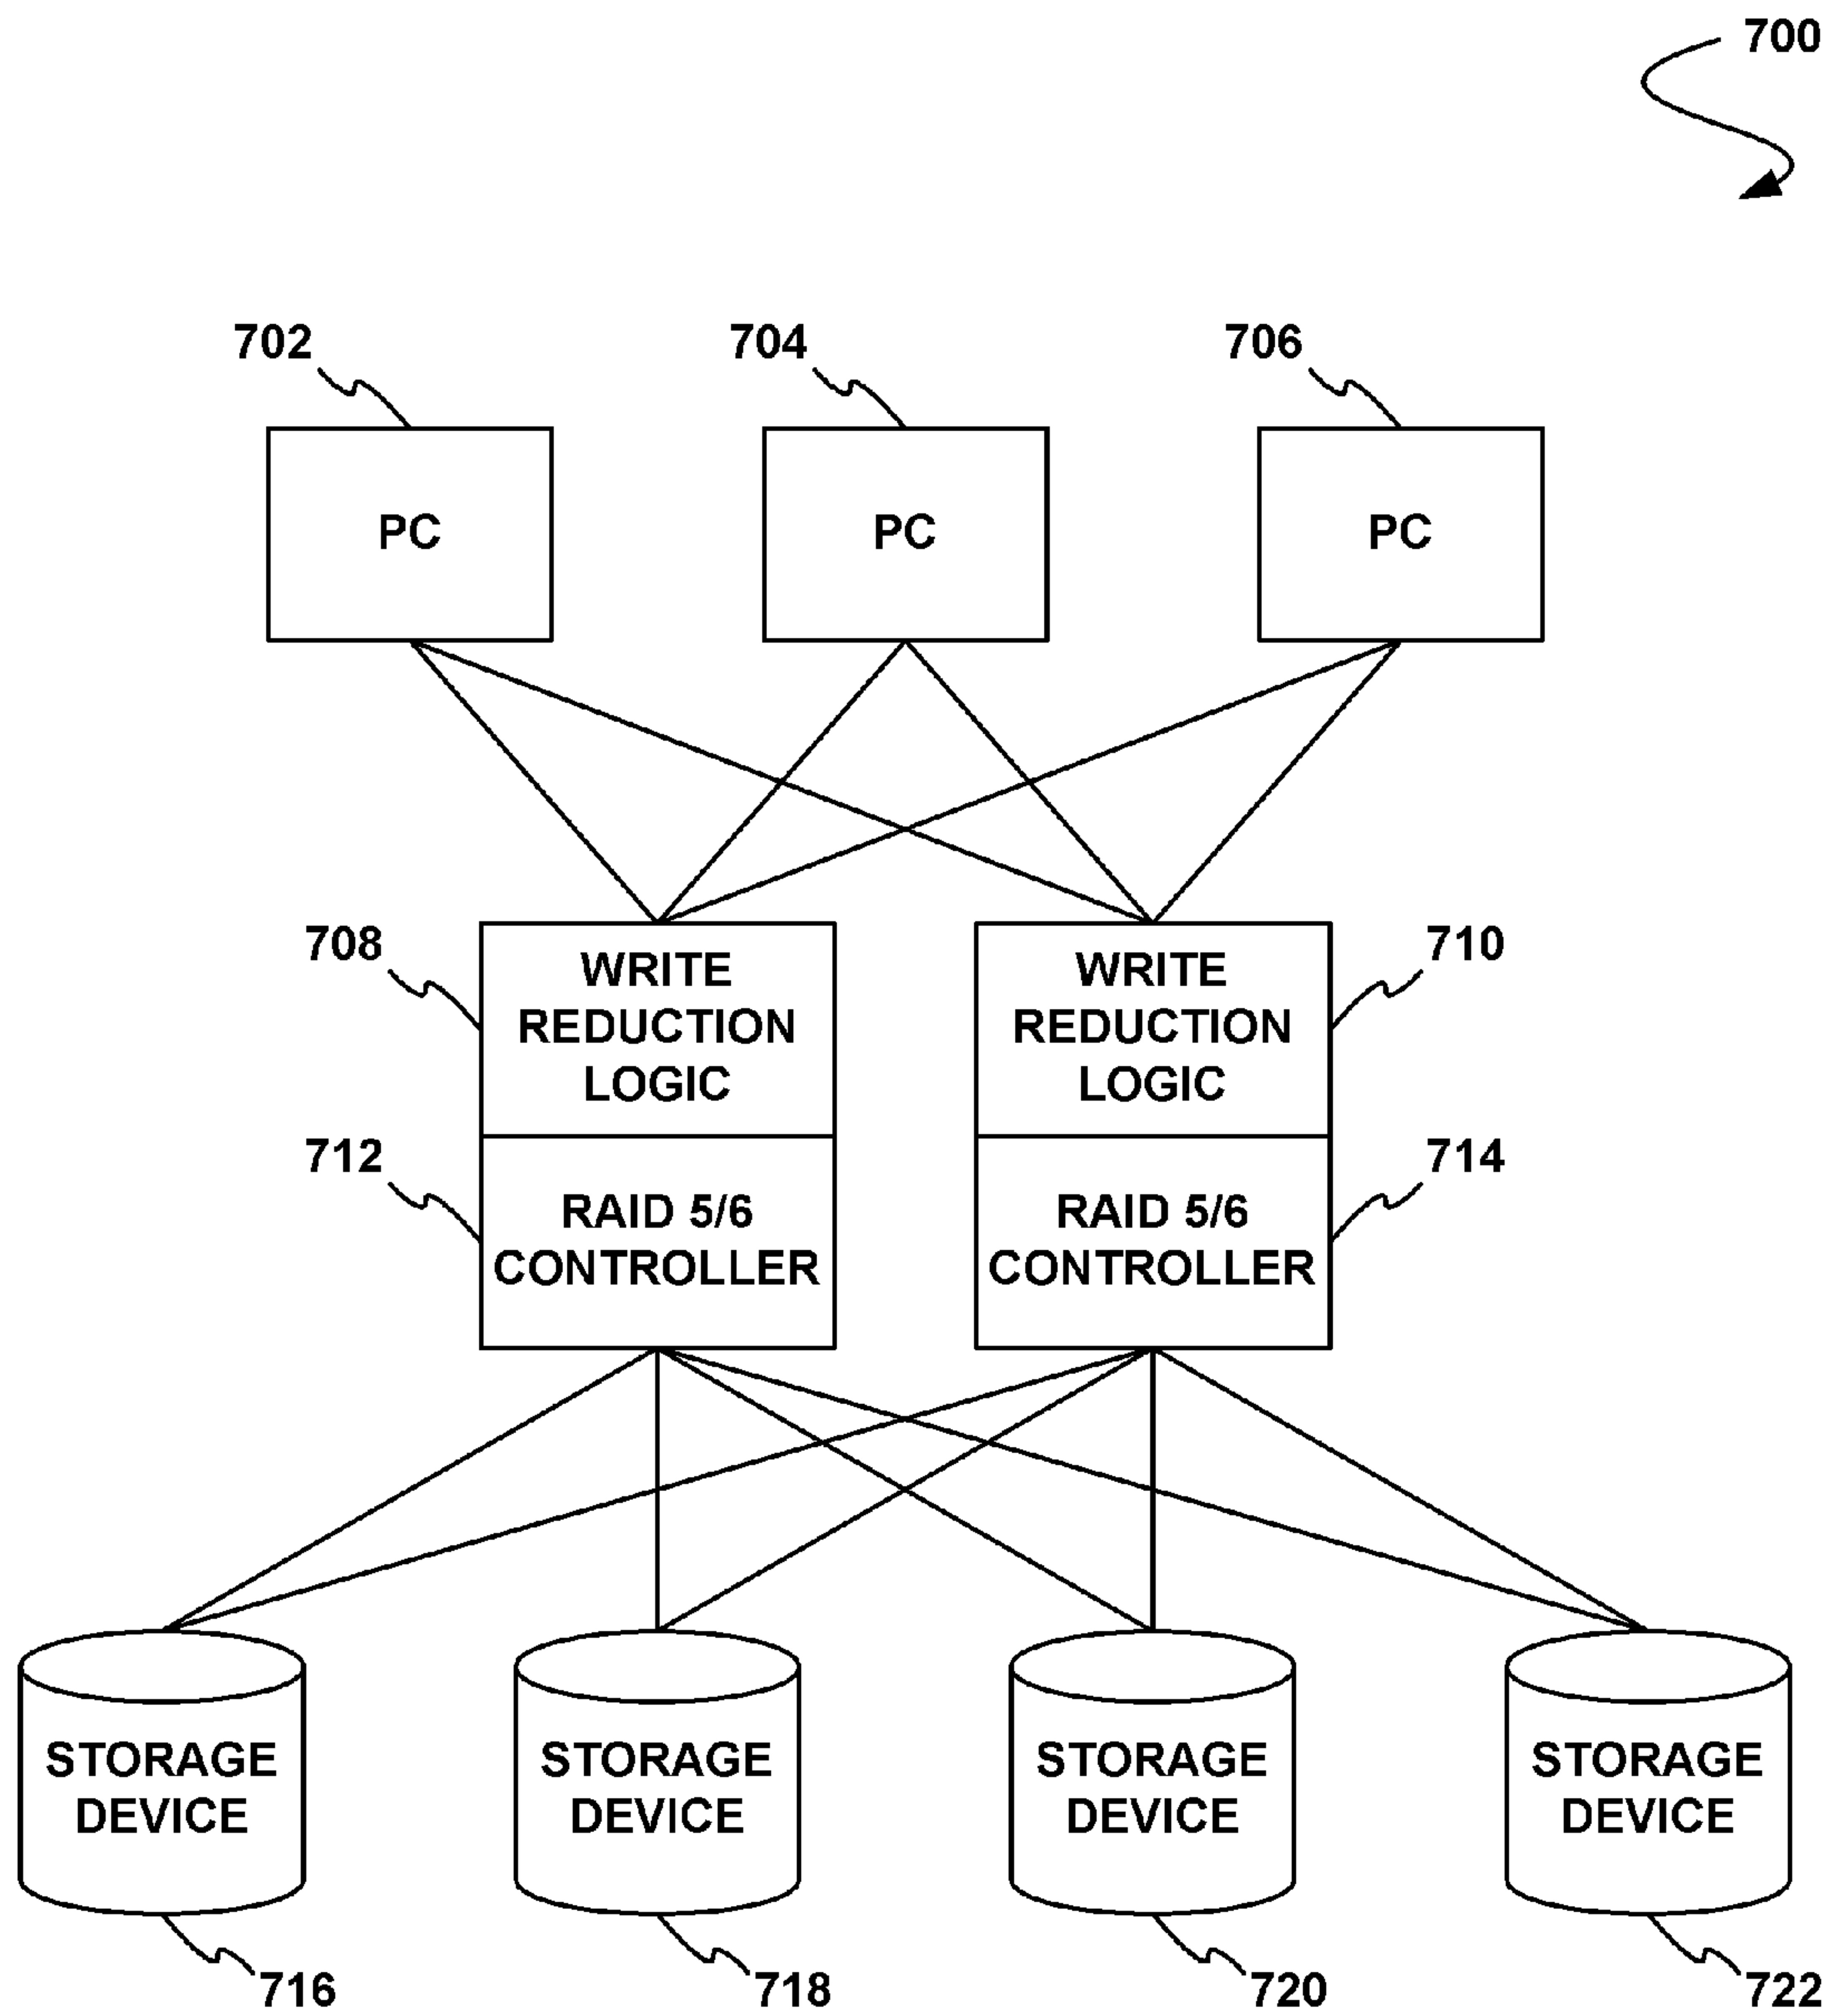 700
702
704
706
PC
PC
PC
708
WRITE
REDUCTION
LOGIC
WRITE
REDUCTION
LOGIC
710
712
RAID 5/6
CONTROLLER
RAID 5/6
CONTROLLER
714
STORAGE
DEVICE
STORAGE
DEVICE
STORAGE
DEVICE
STORAGE
DEVICE
716
718
720
722